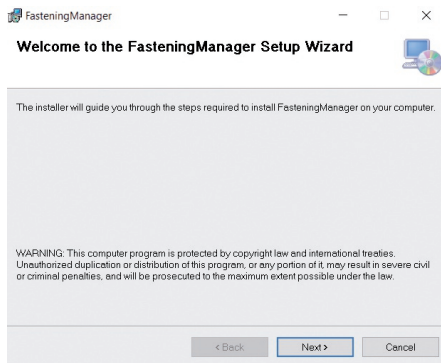 FasteningManager
Welcome to the FasteningManager Setup Wizard
The installer will guide you through the steps required to install FasteningManager on your computer.
WARNING: This computer program is protected by copyright law and international treaties.
Unauthorized duplication or distribution of this program, or any portion of it, may result in severe civil
or criminal penalties, and will be prosecuted to the maximum extent possible under the law.
< Back Next > Cancel